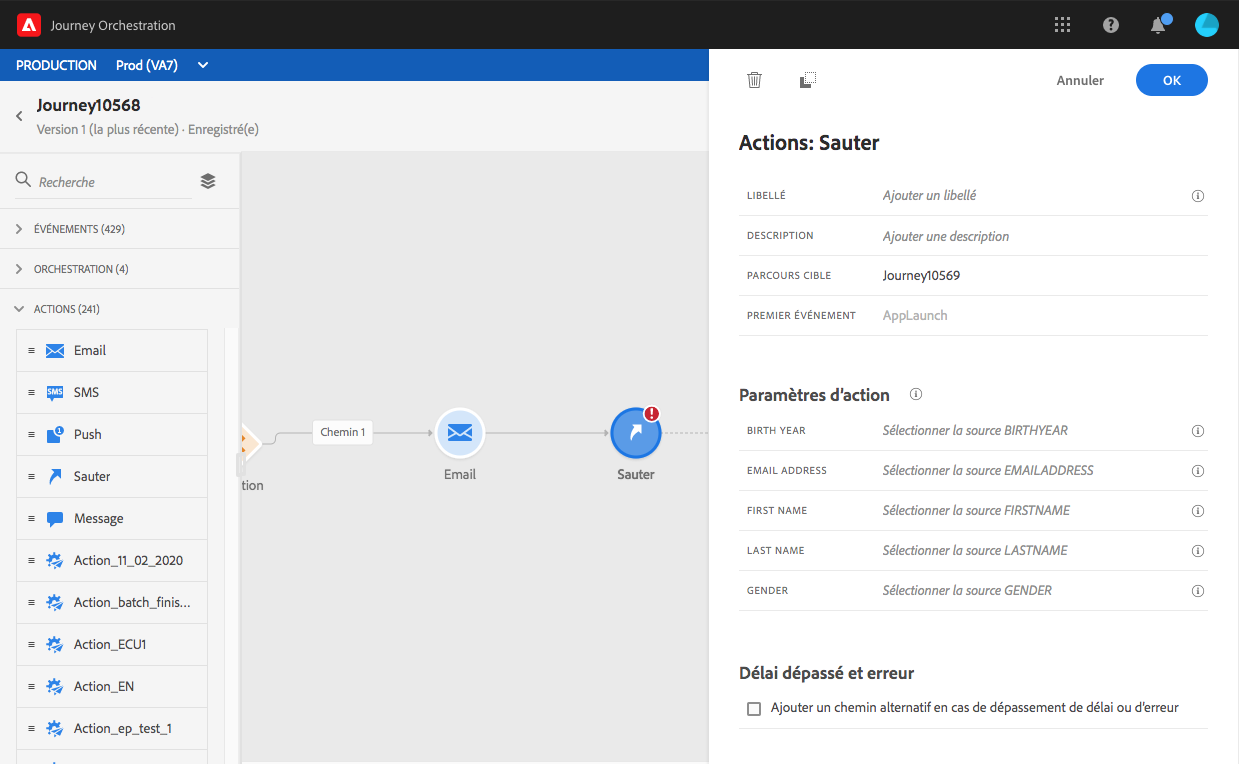 Journey Orchestration
PRODUCTION Prod (VA7)
Journey10568
Version 1 (la plus récente) · Enregistré(e)
Recherche
ÉVÉNEMENTS (429)
ORCHESTRATION (4)
ACTIONS (241)
Email
SMS
SMS
1
Push
Sauter
Message
Action_11_02_2020
Action_batch_finis...
Action_ECU1
Action_EN
Action_ep_test_1
tion
Chemin 1
Email
Sauter
Annuler
OK
Actions: Sauter
LIBELLÉ Ajouter un libellé
DESCRIPTION Ajouter une description
PARCOURS CIBLE Journey10569
PREMIER ÉVÉNEMENT AppLaunch
Paramètres d'action
BIRTH YEAR Sélectionner la source BIRTHYEAR
EMAIL ADDRESS Sélectionner la source EMAILADDRESS
FIRST NAME Sélectionner la source FIRSTNAME
LAST NAME Sélectionner la source LASTNAME
GENDER Sélectionner la source GENDER
Délai dépassé et erreur
Ajouter un chemin alternatif en cas de dépassement de délai ou d'erreur